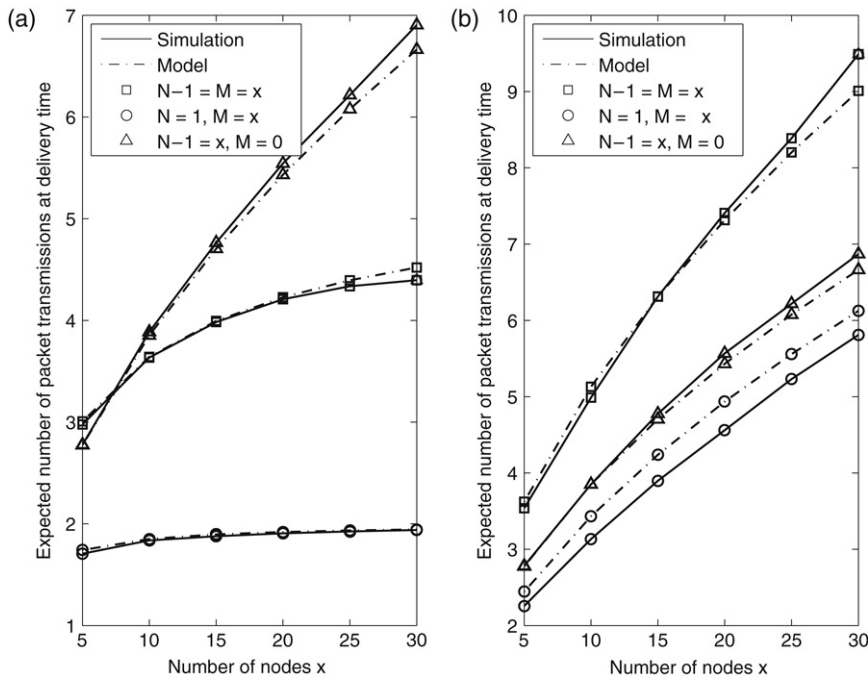 (a)
7
6
5
4
3
2
1
5 10 15 20 25 30
Expected number of packet transmissions at delivery time
Number of nodes x
Simulation
Model
N−1 = M = x
N = 1, M = x
N−1 = x, M = 0
(b)
10
9
8
7
6
5
4
3
2
5 10 15 20 25 30
Expected number of packet transmissions at delivery time
Number of nodes x
Simulation
Model
N−1 = M = x
N = 1, M = x
N−1 = x, M = 0